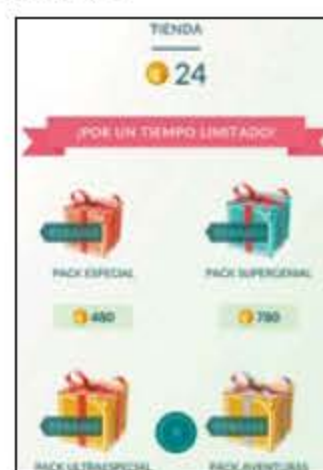 TIENDA
24
¡POR UN TIEMPO LIMITADO!
PACK ESPECIAL
PACK SUPERGENIAL
480
780
PACK ULTRAESPECIAL
PACK AVENTURAS